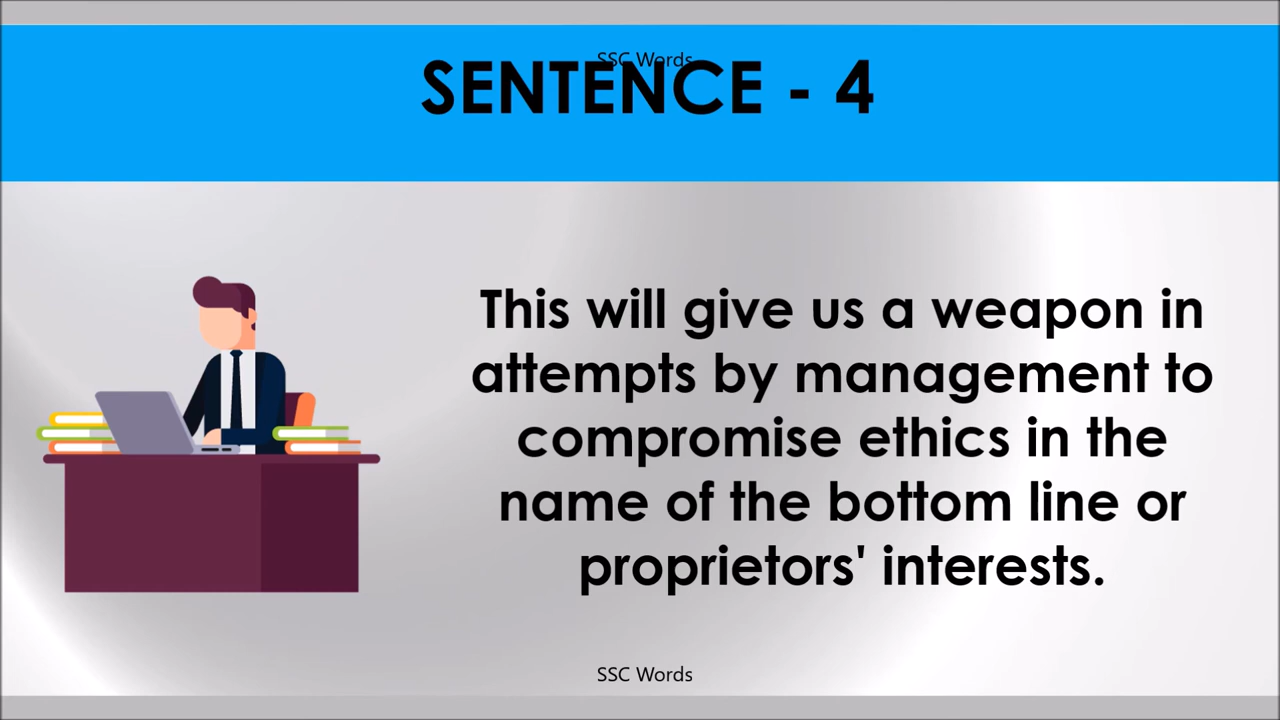 SSC Words
SENTENCE - 4
This will give us a weapon in
attempts by management to
compromise ethics in the
name of the bottom line or
proprietors' interests.
SSC Words